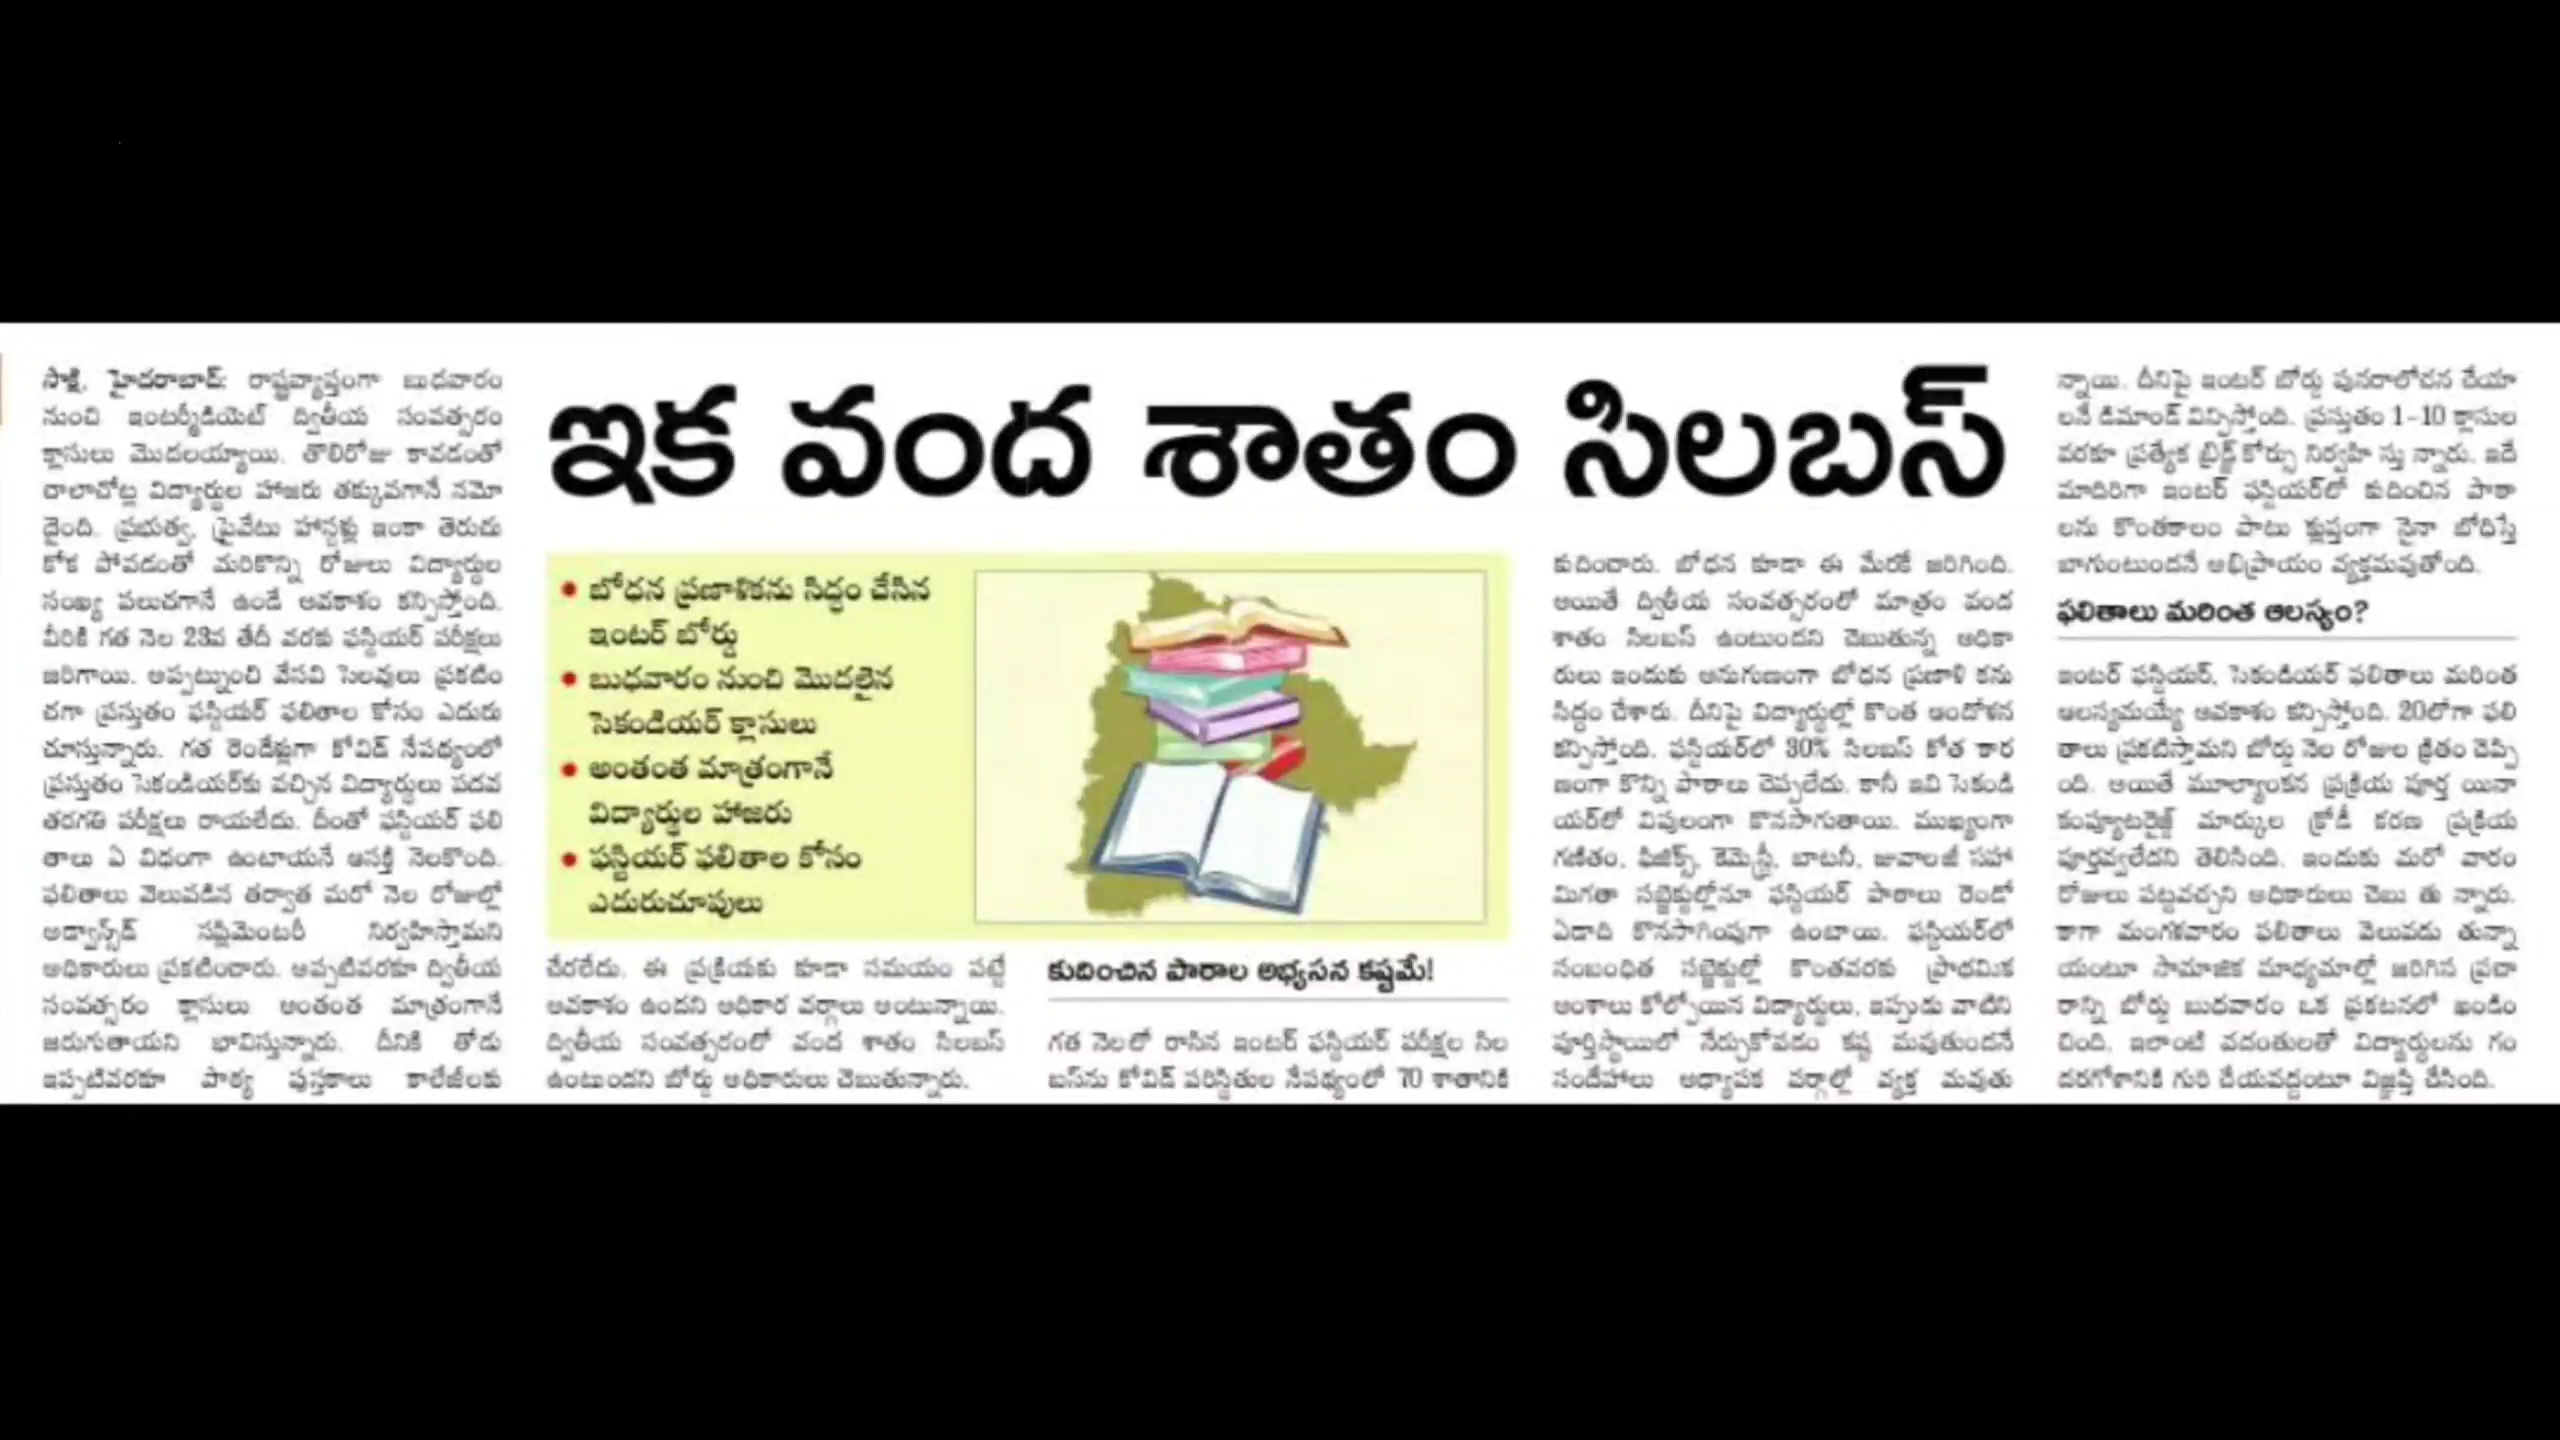 ఇక వంద శాతం సిలబస్
సాక్షి, హైదరాబాద్: రాష్ట్రవ్యాప్తంగా బుధవారం
నుంచి ఇంటర్మీడియెట్ ద్వితీయ సంవత్సరం
క్లాసులు మొదలయ్యాయి. తొలిరోజు కావడంతో
చాలాచోట్ల విద్యార్థుల హాజరు తక్కువగానే నమో
దైంది. ప్రభుత్వ, ప్రైవేటు హాస్టళ్లు ఇంకా తెరుచు
కోక పోవడంతో మరికొన్ని రోజులు విద్యార్థుల
సంఖ్య పలుచగానే ఉండే అవకాశం కన్పిస్తోంది.
వీరికి గత నెల 23వ తేదీ వరకు ఫస్టియర్ పరీక్షలు
జరిగాయి. అప్పట్నుంచి వేసవి సెలవులు ప్రకటిం
చగా ప్రస్తుతం ఫస్టియర్ ఫలితాల కోసం ఎదురు
చూస్తున్నారు. గత రెండేళ్లుగా కోవిడ్ నేపథ్యంలో
ప్రస్తుతం సెకండియర్‌కు వచ్చిన విద్యార్థులు పదవ
తరగతి పరీక్షలు రాయలేదు. దీంతో ఫస్టియర్ ఫలి
తాలు ఏ విధంగా ఉంటాయనే ఆసక్తి నెలకొంది.
ఫలితాలు వెలువడిన తర్వాత మరో నెల రోజుల్లో
అడ్వాన్స్‌డ్ సప్లిమెంటరీ నిర్వహిస్తామని
అధికారులు ప్రకటించారు. అప్పటివరకూ ద్వితీయ
సంవత్సరం క్లాసులు అంతంత మాత్రంగానే
జరుగుతాయని భావిస్తున్నారు. దీనికి తోడు
ఇప్పటివరకూ పాఠ్య పుస్తకాలు కాలేజీలకు
• బోధన ప్రణాళికను సిద్ధం చేసిన
ఇంటర్ బోర్డు
• బుధవారం నుంచి మొదలైన
సెకండియర్ క్లాసులు
• అంతంత మాత్రంగానే
విద్యార్థుల హాజరు
• ఫస్టియర్ ఫలితాల కోసం
ఎదురుచూపులు
చేరలేదు. ఈ ప్రక్రియకు కూడా సమయం పట్టే
అవకాశం ఉందని అధికార వర్గాలు అంటున్నాయి.
ద్వితీయ సంవత్సరంలో వంద శాతం సిలబస్
ఉంటుందని బోర్డు అధికారులు చెబుతున్నారు.
కుదించిన పాఠాల అభ్యసన కష్టమే!
గత నెలలో రాసిన ఇంటర్ ఫస్టియర్ పరీక్షల సిల
బస్‌ను కోవిడ్ పరిస్థితుల నేపథ్యంలో 70 శాతానికి
కుదించారు. బోధన కూడా ఈ మేరకే జరిగింది.
అయితే ద్వితీయ సంవత్సరంలో మాత్రం వంద
శాతం సిలబస్ ఉంటుందని చెబుతున్న అధికా
రులు ఇందుకు అనుగుణంగా బోధన ప్రణాళి కను
సిద్ధం చేశారు. దీనిపై విద్యార్థుల్లో కొంత ఆందోళన
కన్పిస్తోంది. ఫస్టియర్‌లో 30% సిలబస్ కోత కార
ణంగా కొన్ని పాఠాలు చెప్పలేదు. కానీ ఇవి సెకండి
యర్‌లో విపులంగా కొనసాగుతాయి. ముఖ్యంగా
గణితం, ఫిజిక్స్, కెమెస్ట్రీ, బాటనీ, జువాలజీ సహా
మిగతా సబ్జెక్టుల్లోనూ ఫస్టియర్ పాఠాలు రెండో
ఏడాది కొనసాగింపుగా ఉంటాయి. ఫస్టియర్‌లో
సంబంధిత సబ్జెక్టుల్లో కొంతవరకు ప్రాథమిక
అంశాలు కోల్పోయిన విద్యార్థులు, ఇప్పుడు వాటిని
పూర్తిస్థాయిలో నేర్చుకోవడం కష్ట మవుతుందనే
సందేహాలు అధ్యాపక వర్గాల్లో వ్యక్త మవుతు
న్నాయి. దీనిపై ఇంటర్ బోర్డు పునరాలోచన చేయా
లనే డిమాండ్ విన్పిస్తోంది. ప్రస్తుతం 1-10 క్లాసుల
వరకూ ప్రత్యేక బ్రిడ్జ్ కోర్సు నిర్వహి స్తు న్నారు. ఇదే
మాదిరిగా ఇంటర్ ఫస్టియర్‌లో కుదించిన పాఠా
లను కొంతకాలం పాటు క్లుప్తంగా నైనా బోధిస్తే
బాగుంటుందనే అభిప్రాయం వ్యక్తమవుతోంది.
ఫలితాలు మరింత ఆలస్యం?
ఇంటర్ ఫస్టియర్, సెకండియర్ ఫలితాలు మరింత
ఆలస్యమయ్యే అవకాశం కన్పిస్తోంది. 20లోగా ఫలి
తాలు ప్రకటిస్తామని బోర్డు నెల రోజుల క్రితం చెప్పి
ంది. అయితే మూల్యాంకన ప్రక్రియ పూర్త యినా
కంప్యూటరైజ్డ్ మార్కుల క్రోడీ కరణ ప్రక్రియ
పూర్తవ్వలేదని తెలిసింది. ఇందుకు మరో వారం
రోజులు పట్టవచ్చని అధికారులు చెబు తు న్నారు.
కాగా మంగళవారం ఫలితాలు వెలువడు తున్నా
యంటూ సామాజిక మాధ్యమాల్లో జరిగిన ప్రచా
రాన్ని బోర్డు బుధవారం ఒక ప్రకటనలో ఖండిం
చింది. ఇలాంటి వదంతులతో విద్యార్థులను గం
దరగోళానికి గురి చేయవద్దంటూ విజ్ఞప్తి చేసింది.